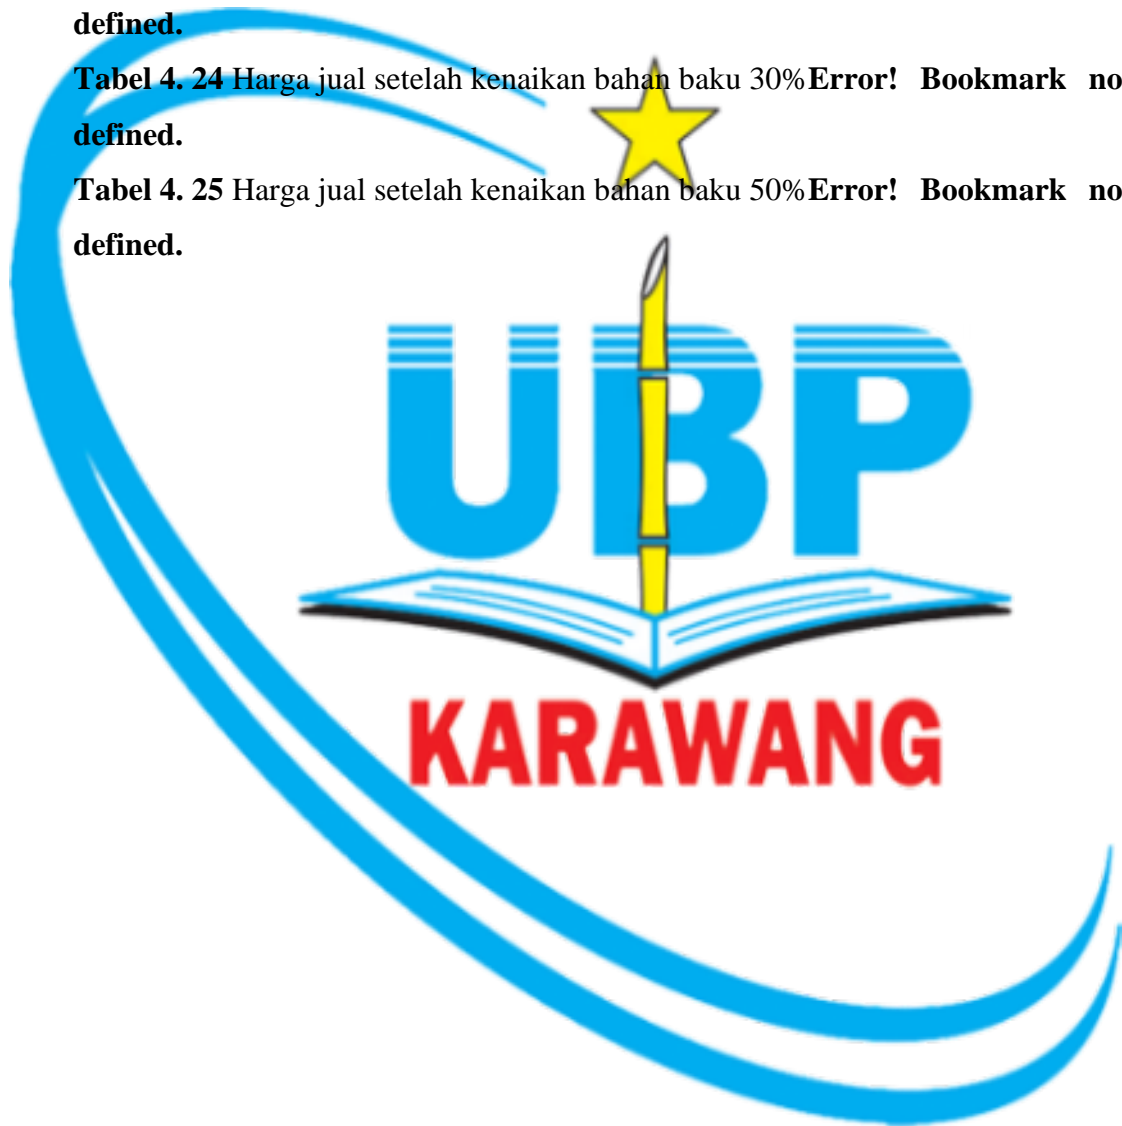 defined.
Tabel 4. 24 Harga jual setelah kenaikan bahan baku 30%Error! Bookmark no
defined.
Tabel 4. 25 Harga jual setelah kenaikan bahan baku 50%Error! Bookmark no
defined.
UBP
KARAWANG